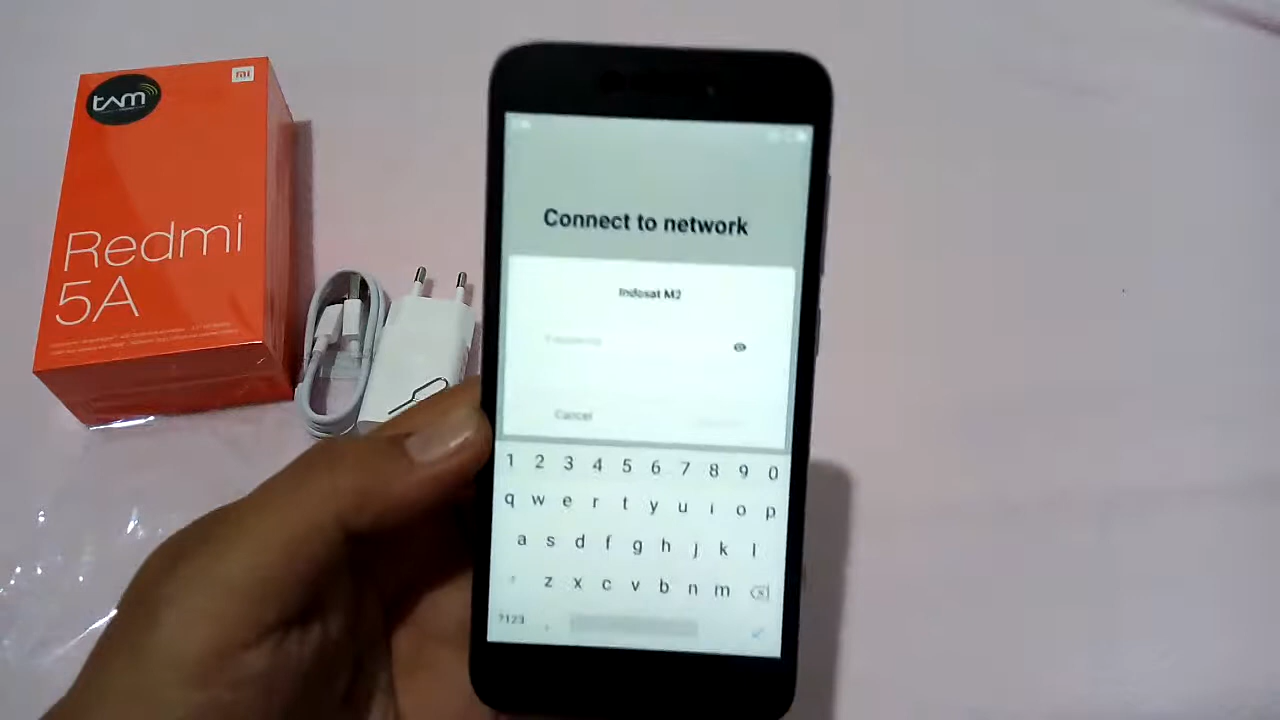 tam
mi
Redmi
5A
Connect to network
Indosat M2
Password
Cancel
1 2 3 4 5 6 7 8 9 0
q w e r t y u i o p
a s d f g h j k l
z x c v b n m
?123 ,